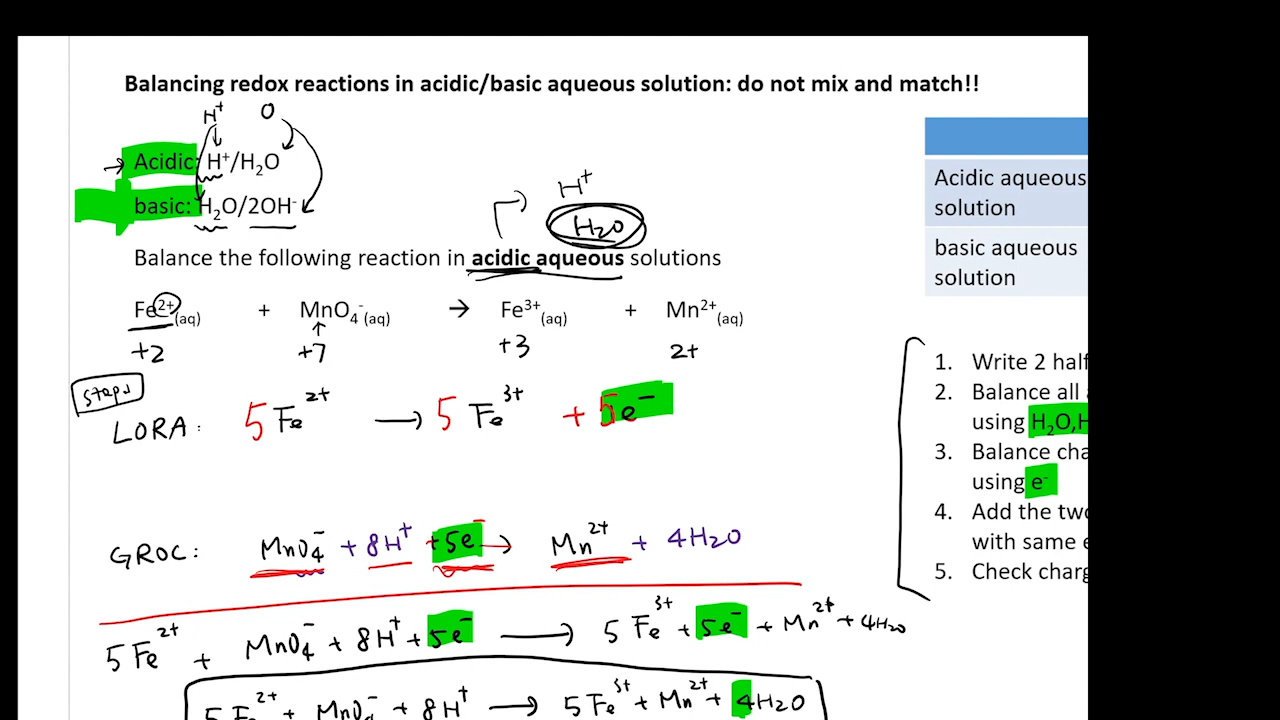 Balancing redox reactions in acidic/basic aqueous solution: do not mix and match!!
H⁺ O
Acidic: H⁺/H₂O
basic: H₂O/2OH⁻
H⁺
H₂O
Balance the following reaction in acidic aqueous solutions
Fe²⁺(aq) + MnO₄⁻(aq) → Fe³⁺(aq) + Mn²⁺(aq)
+2 +7 +3 2+
Steps
LORA: 5 Fe²⁺ → 5 Fe³⁺ + 5e⁻
GROC: MnO₄⁻ + 8H⁺ + 5e⁻ → Mn²⁺ + 4H₂O
5Fe²⁺ + MnO₄⁻ + 8H⁺ + 5e⁻ → 5 Fe³⁺ + 5e⁻ + Mn²⁺ + 4H₂O
5 Fe²⁺ + MnO₄⁻ + 8H⁺ → 5 Fe³⁺ + Mn²⁺ + 4H₂O
Acidic aqueous
solution
basic aqueous
solution
1. Write 2 half
2. Balance all
using H₂O,H
3. Balance cha
using e⁻
4. Add the two
with same e
5. Check charg